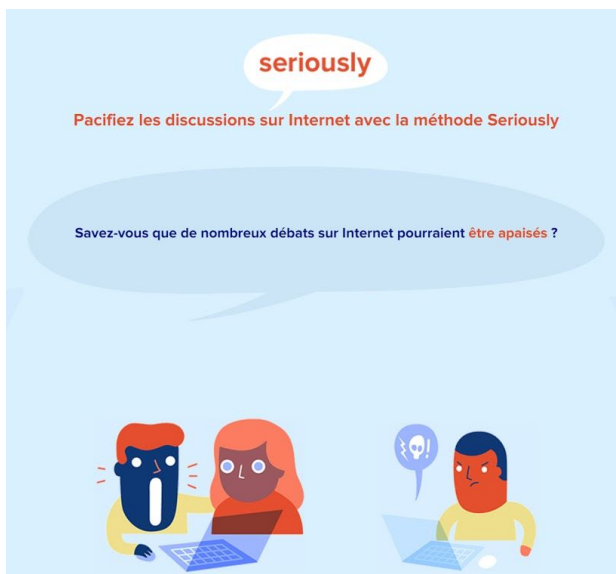 seriously
Pacifiez les discussions sur Internet avec la méthode Seriously
Savez-vous que de nombreux débats sur Internet pourraient être apaisés ?
!